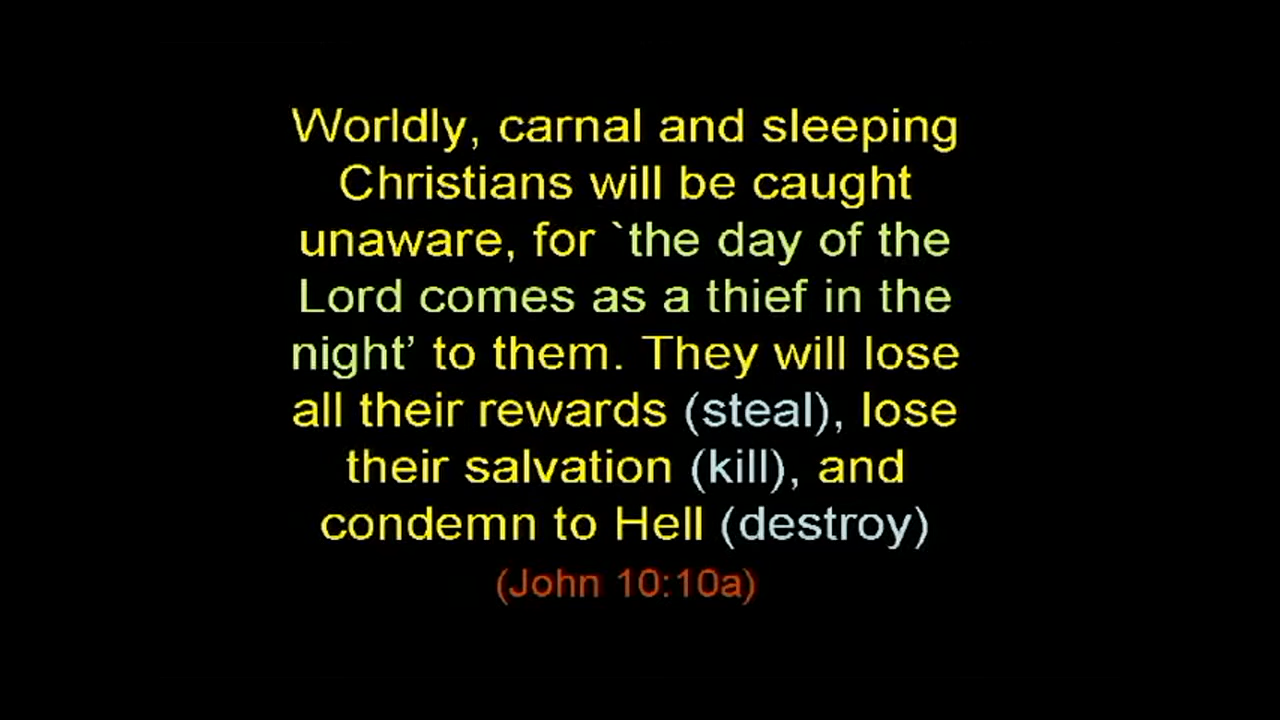 Worldly, carnal and sleeping
Christians will be caught
unaware, for `the day of the
Lord comes as a thief in the
night’ to them. They will lose
all their rewards (steal), lose
their salvation (kill), and
condemn to Hell (destroy)
(John 10:10a)